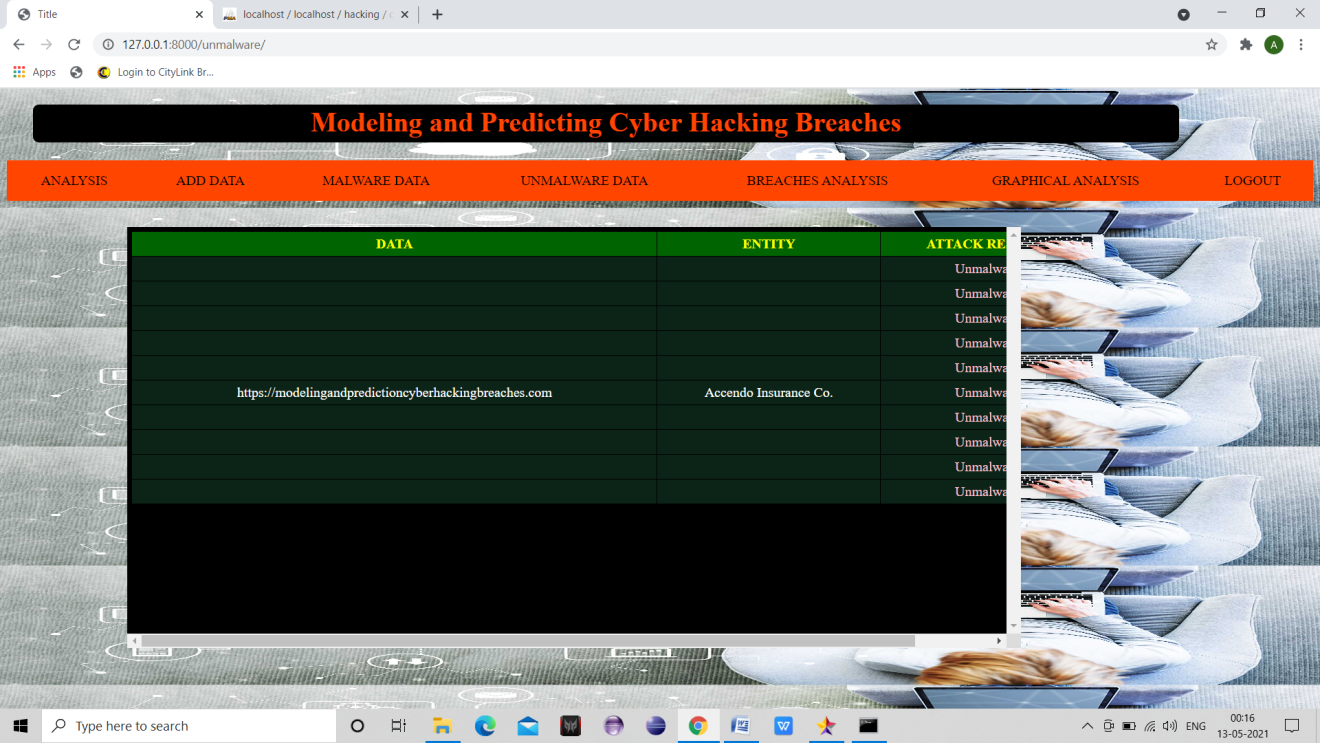 Title
localhost / localhost / hacking /
127.0.0.1:8000/unmalware/
A
Apps
Login to CityLink Br...
Modeling and Predicting Cyber Hacking Breaches
ANALYSIS ADD DATA MALWARE DATA UNMALWARE DATA BREACHES ANALYSIS GRAPHICAL ANALYSIS LOGOUT
DATA ENTITY ATTACK RE
Unmalwa
Unmalwa
Unmalwa
Unmalwa
Unmalwa
https://modelingandpredictioncyberhackingbreaches.com Accendo Insurance Co. Unmalwa
Unmalwa
Unmalwa
Unmalwa
Unmalwa
Type here to search
ENG
00:16
13-05-2021